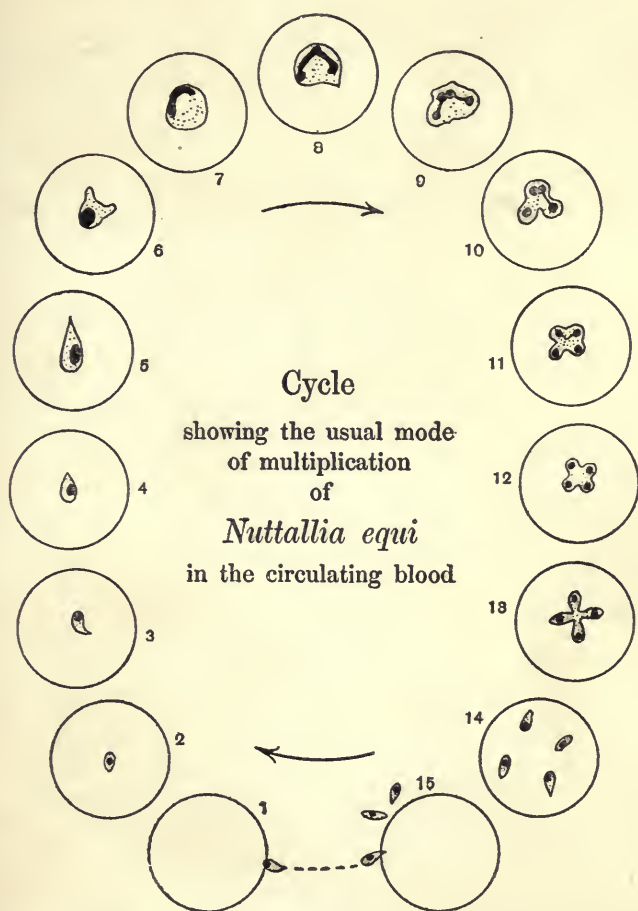 8
7
9
6
10
5
11
Cycle
showing the usual mode
of multiplication
of
Nuttallia equi
in the circulating blood
4
12
3
13
2
14
1
15